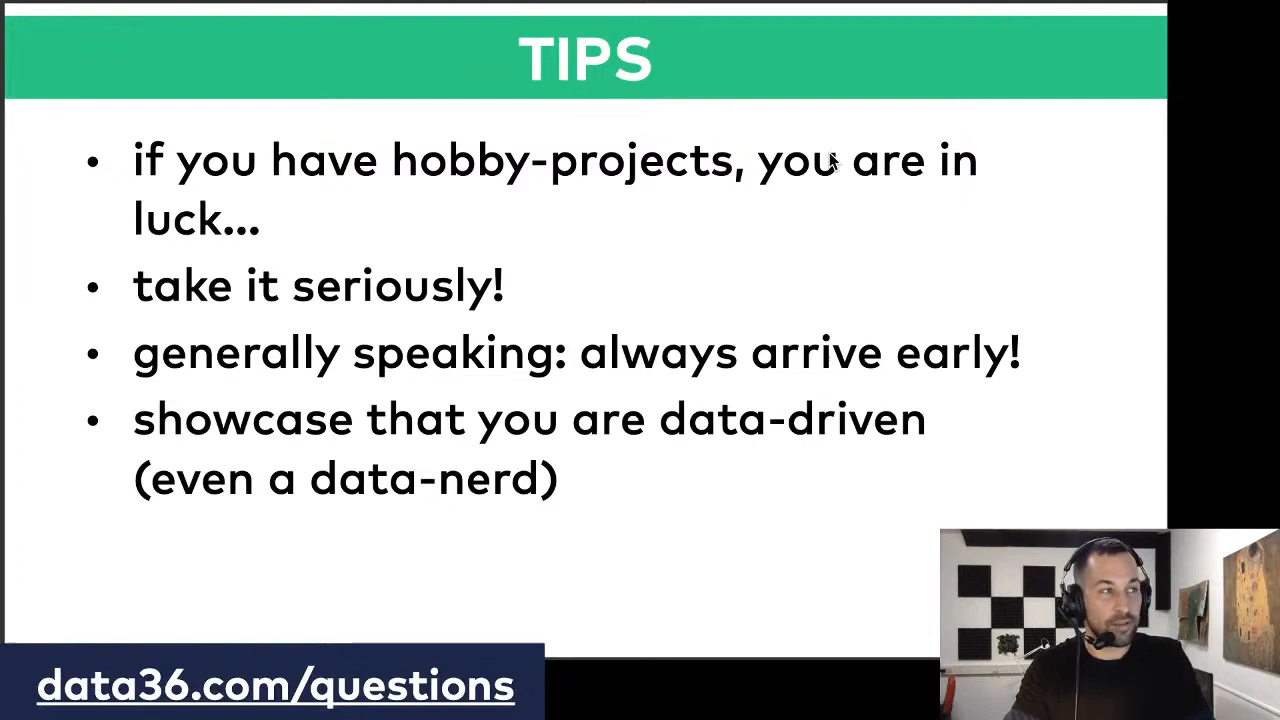 TIPS
• if you have hobby-projects, you are in
luck...
• take it seriously!
• generally speaking: always arrive early!
• showcase that you are data-driven
(even a data-nerd)
data36.com/questions